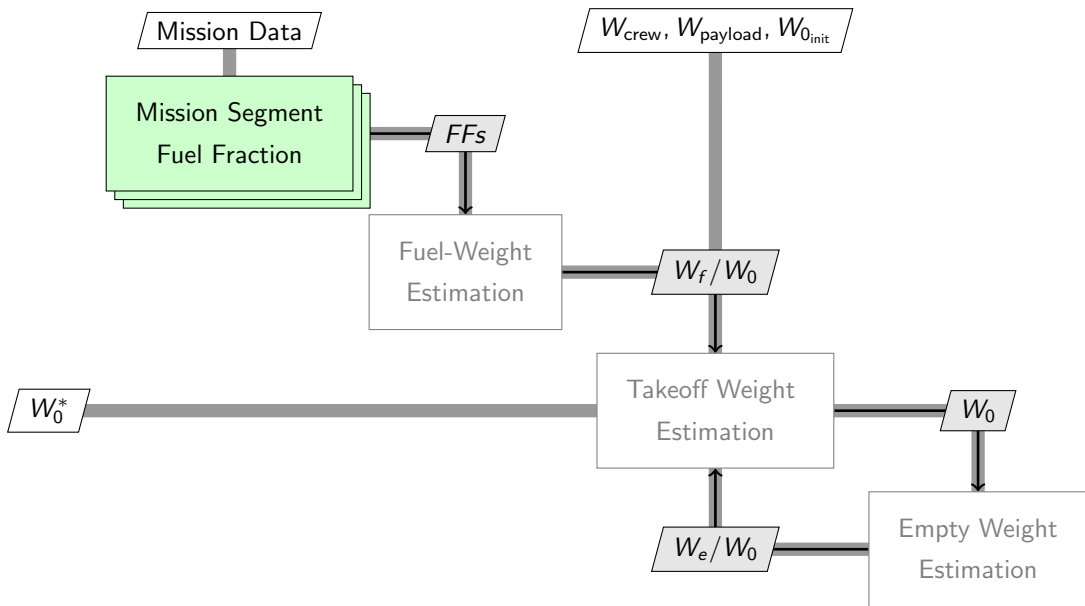 Mission Data
W_crew, W_payload, W_0_init
Mission Segment
Fuel Fraction
FFs
Fuel-Weight
Estimation
W_f/W_0
Takeoff Weight
Estimation
W_0^*
W_0
W_e/W_0
Empty Weight
Estimation